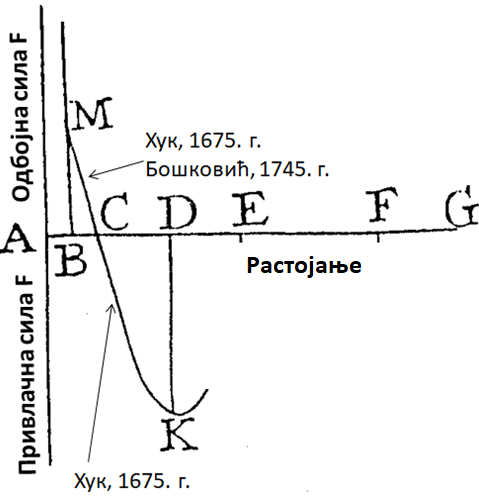 Одбојна сила F
M
Хук, 1675. г.
Бошковић, 1745. г.
A
B
C
D
E
F
G
Растојање
Привлачна сила F
K
Хук, 1675. г.